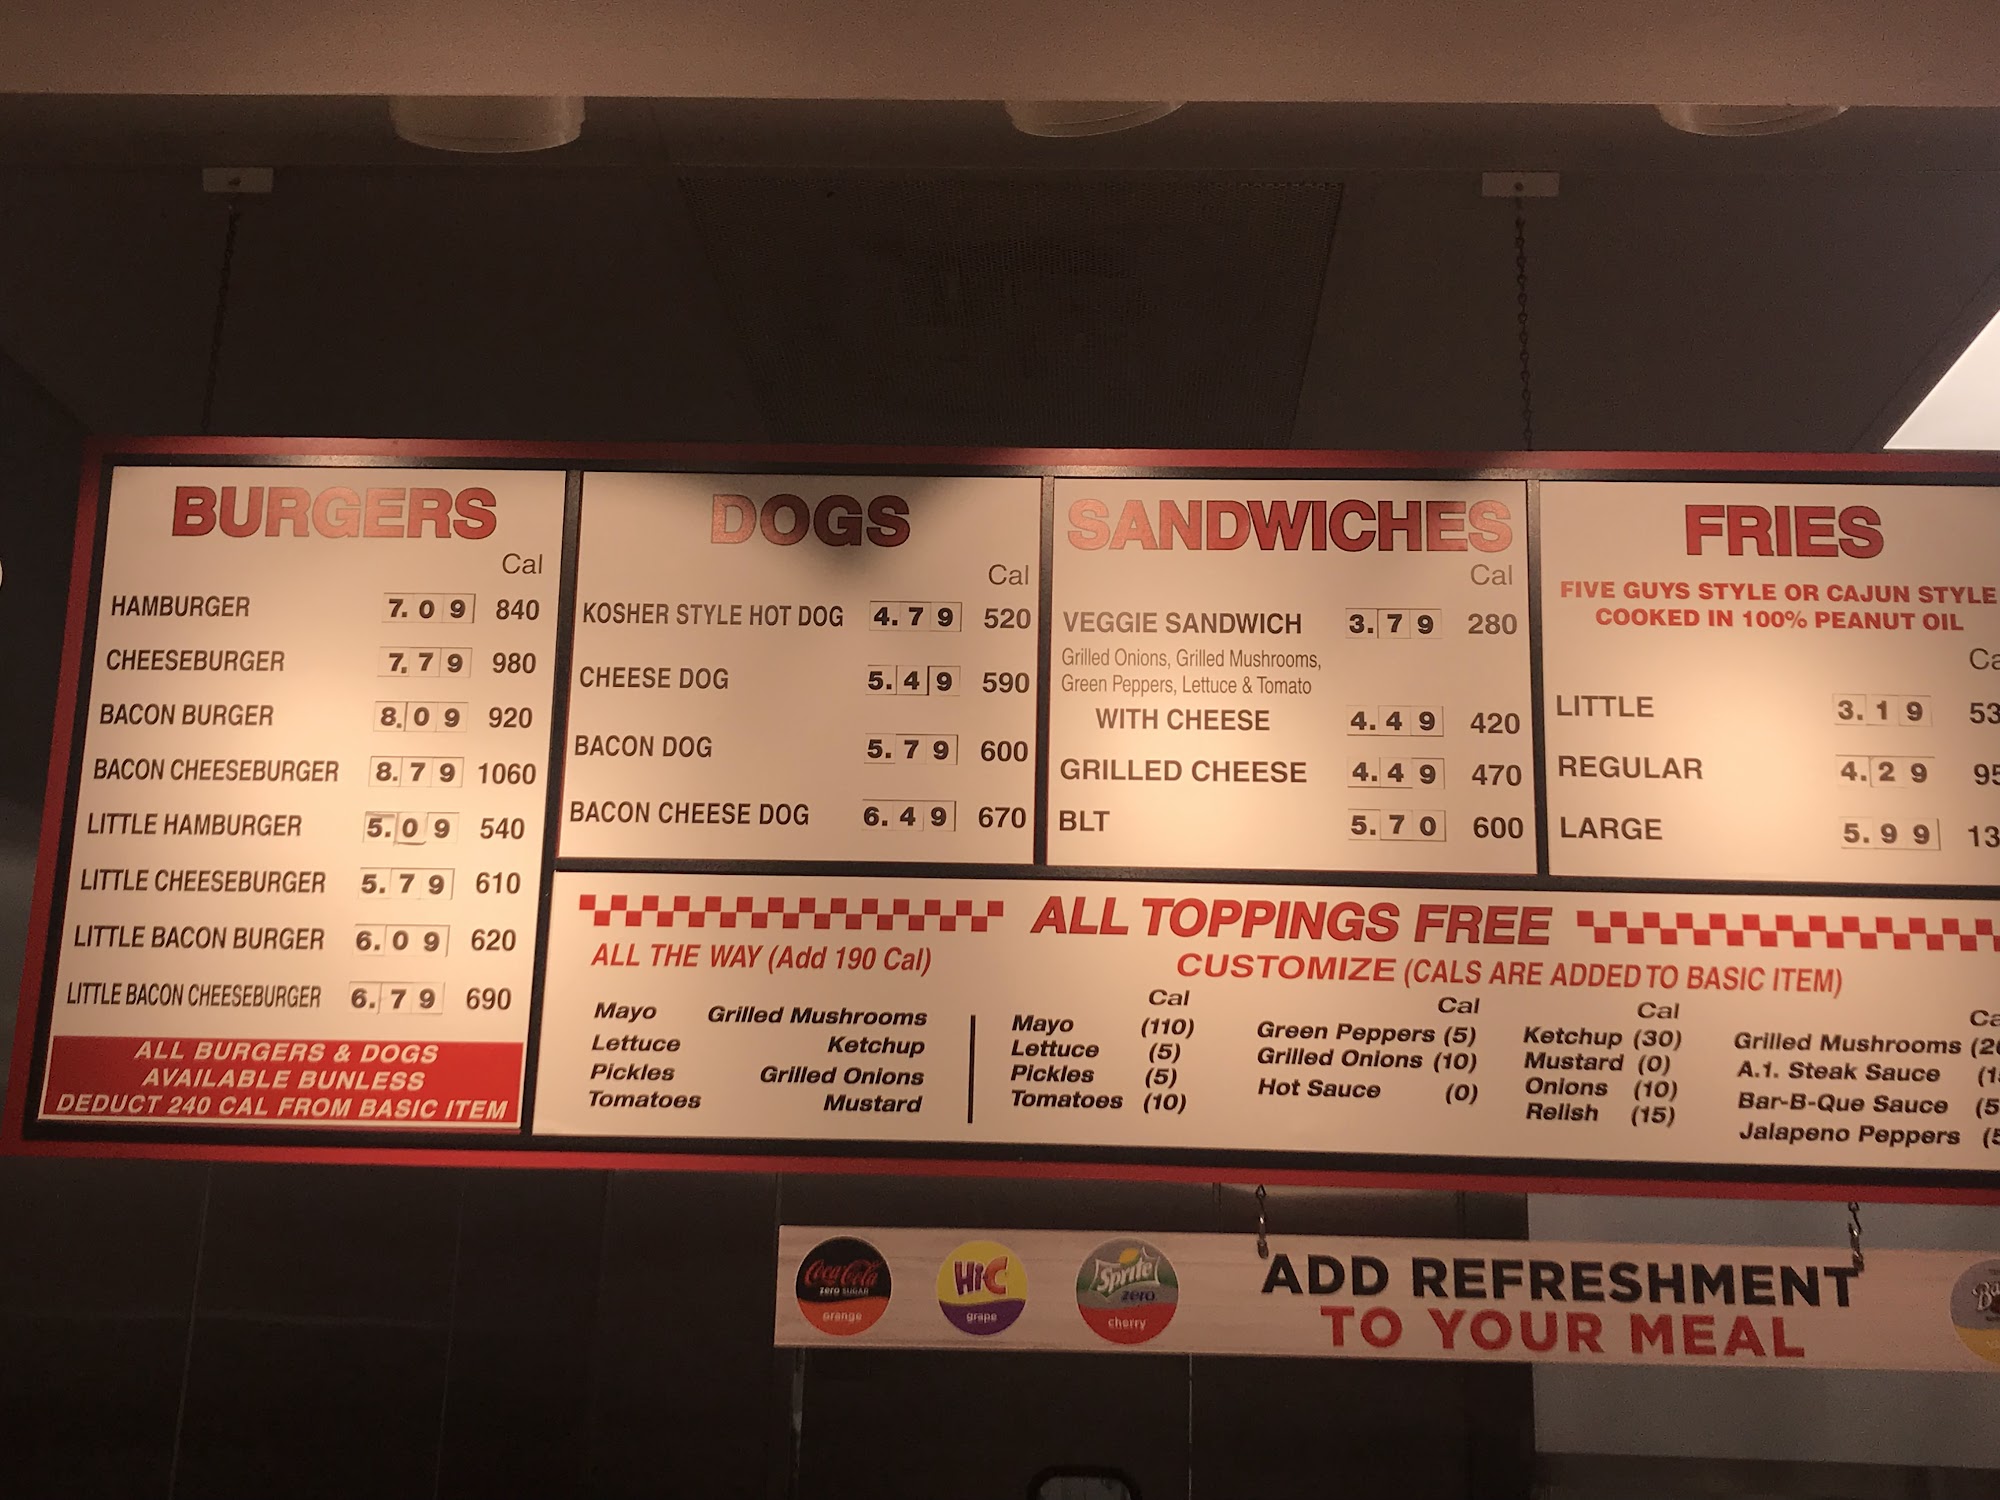 BURGERS
Cal
HAMBURGER 7.09 840
CHEESEBURGER 7.79 980
BACON BURGER 8.09 920
BACON CHEESEBURGER 8.79 1060
LITTLE HAMBURGER 5.09 540
LITTLE CHEESEBURGER 5.79 610
LITTLE BACON BURGER 6.09 620
LITTLE BACON CHEESEBURGER 6.79 690
ALL BURGERS & DOGS
AVAILABLE BUNLESS
DEDUCT 240 CAL FROM BASIC ITEM
DOGS
Cal
KOSHER STYLE HOT DOG 4.79 520
CHEESE DOG 5.49 590
BACON DOG 5.79 600
BACON CHEESE DOG 6.49 670
SANDWICHES
Cal
VEGGIE SANDWICH 3.79 280
Grilled Onions, Grilled Mushrooms,
Green Peppers, Lettuce & Tomato
WITH CHEESE 4.49 420
GRILLED CHEESE 4.49 470
BLT 5.70 600
FRIES
FIVE GUYS STYLE OR CAJUN STYLE
COOKED IN 100% PEANUT OIL
LITTLE 3.19
REGULAR 4.29
LARGE 5.99
ALL TOPPINGS FREE
ALL THE WAY (Add 190 Cal)
Mayo Grilled Mushrooms
Lettuce Ketchup
Pickles Grilled Onions
Tomatoes Mustard
CUSTOMIZE (CALS ARE ADDED TO BASIC ITEM)
Cal
Mayo (110)
Lettuce (5)
Pickles (5)
Tomatoes (10)
Cal
Green Peppers (5)
Grilled Onions (10)
Hot Sauce (0)
Cal
Ketchup (30)
Mustard (0)
Onions (10)
Relish (15)
Grilled Mushrooms
A.1. Steak Sauce
Bar-B-Que Sauce
Jalapeno Peppers
Coca-Cola
zero SUGAR
orange
Hi-C
grape
Sprite
zero
cherry
ADD REFRESHMENT
TO YOUR MEAL